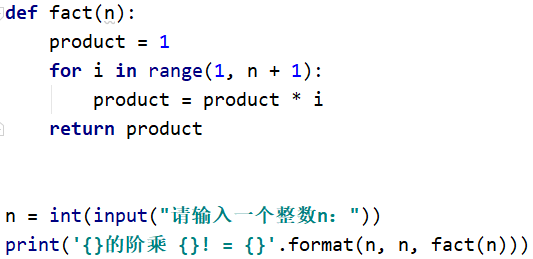 def fact(n):
    product = 1
    for i in range(1, n + 1):
        product = product * i
    return product
n = int(input("请输入一个整数n："))
print('{}的阶乘 {}! = {}'.format(n, n, fact(n)))